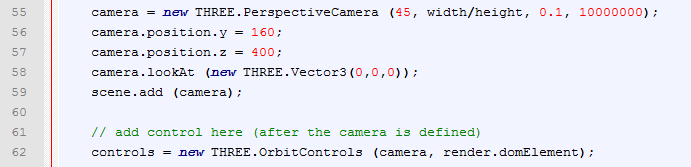 55 camera = new THREE.PerspectiveCamera (45, width/height, 0.1, 10000000);
56 camera.position.y = 160;
57 camera.position.z = 400;
58 camera.lookAt (new THREE.Vector3(0,0,0));
59 scene.add (camera);
60
61 // add control here (after the camera is defined)
62 controls = new THREE.OrbitControls (camera, render.domElement);